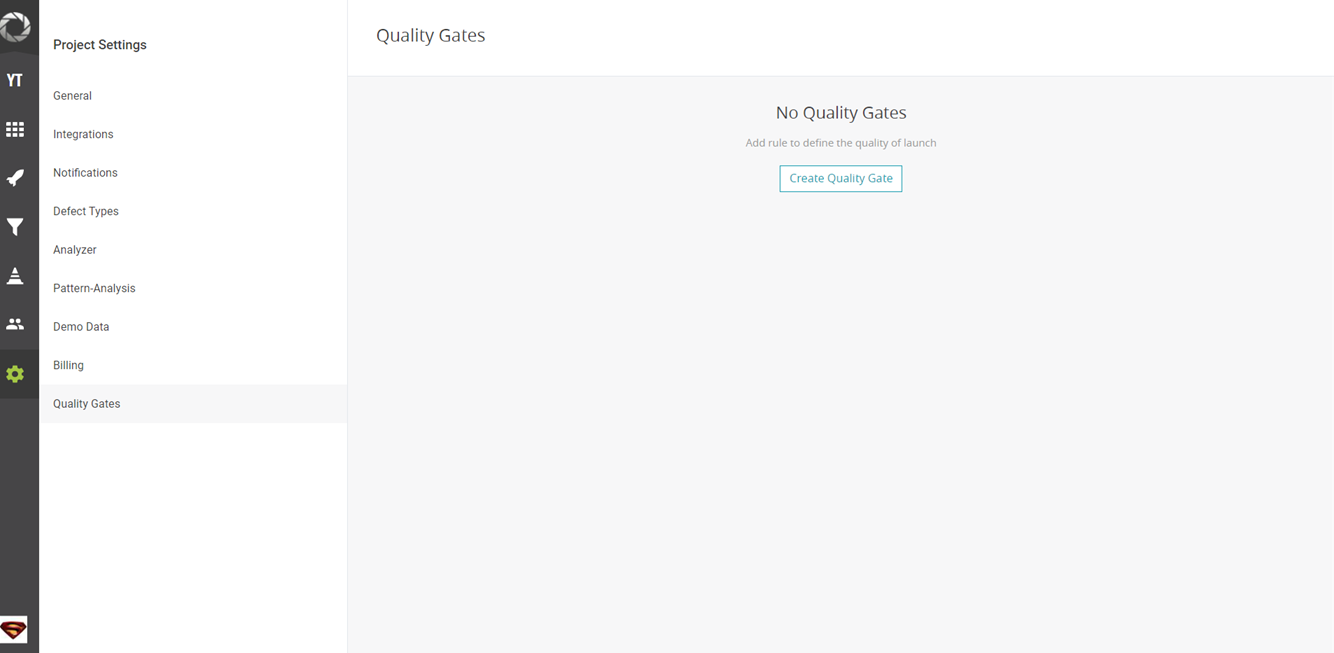 YT
Project Settings
General
Integrations
Notifications
Defect Types
Analyzer
Pattern-Analysis
Demo Data
Billing
Quality Gates
Quality Gates
No Quality Gates
Add rule to define the quality of launch
Create Quality Gate